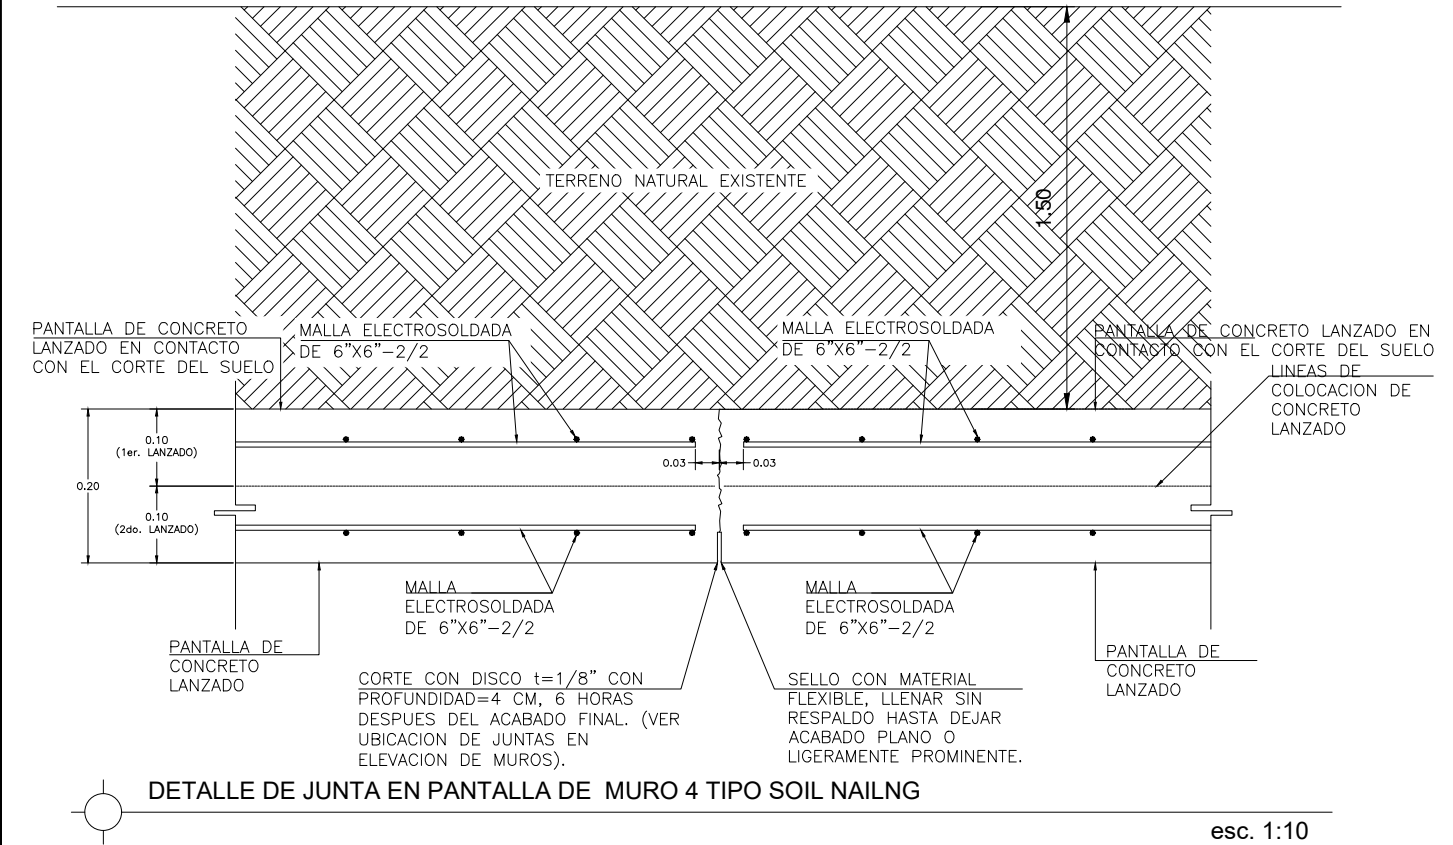 TERRENO NATURAL EXISTENTE
1.50
PANTALLA DE CONCRETO
LANZADO EN CONTACTO
CON EL CORTE DEL SUELO
MALLA ELECTROSOLDADA
DE 6"X6"-2/2
MALLA ELECTROSOLDADA
DE 6"X6"-2/2
PANTALLA DE CONCRETO LANZADO EN
CONTACTO CON EL CORTE DEL SUELO
LINEAS DE
COLOCACION DE
CONCRETO
LANZADO
0.10
(1er. LANZADO)
0.03
0.03
0.20
0.10
(2do. LANZADO)
MALLA
ELECTROSOLDADA
DE 6"X6"-2/2
MALLA
ELECTROSOLDADA
DE 6"X6"-2/2
PANTALLA DE
CONCRETO
LANZADO
PANTALLA DE
CONCRETO
LANZADO
CORTE CON DISCO t=1/8" CON
PROFUNDIDAD=4 CM, 6 HORAS
DESPUES DEL ACABADO FINAL. (VER
UBICACION DE JUNTAS EN
ELEVACION DE MUROS).
SELLO CON MATERIAL
FLEXIBLE, LLENAR SIN
RESPALDO HASTA DEJAR
ACABADO PLANO O
LIGERAMENTE PROMINENTE.
DETALLE DE JUNTA EN PANTALLA DE MURO 4 TIPO SOIL NAILNG
esc. 1:10